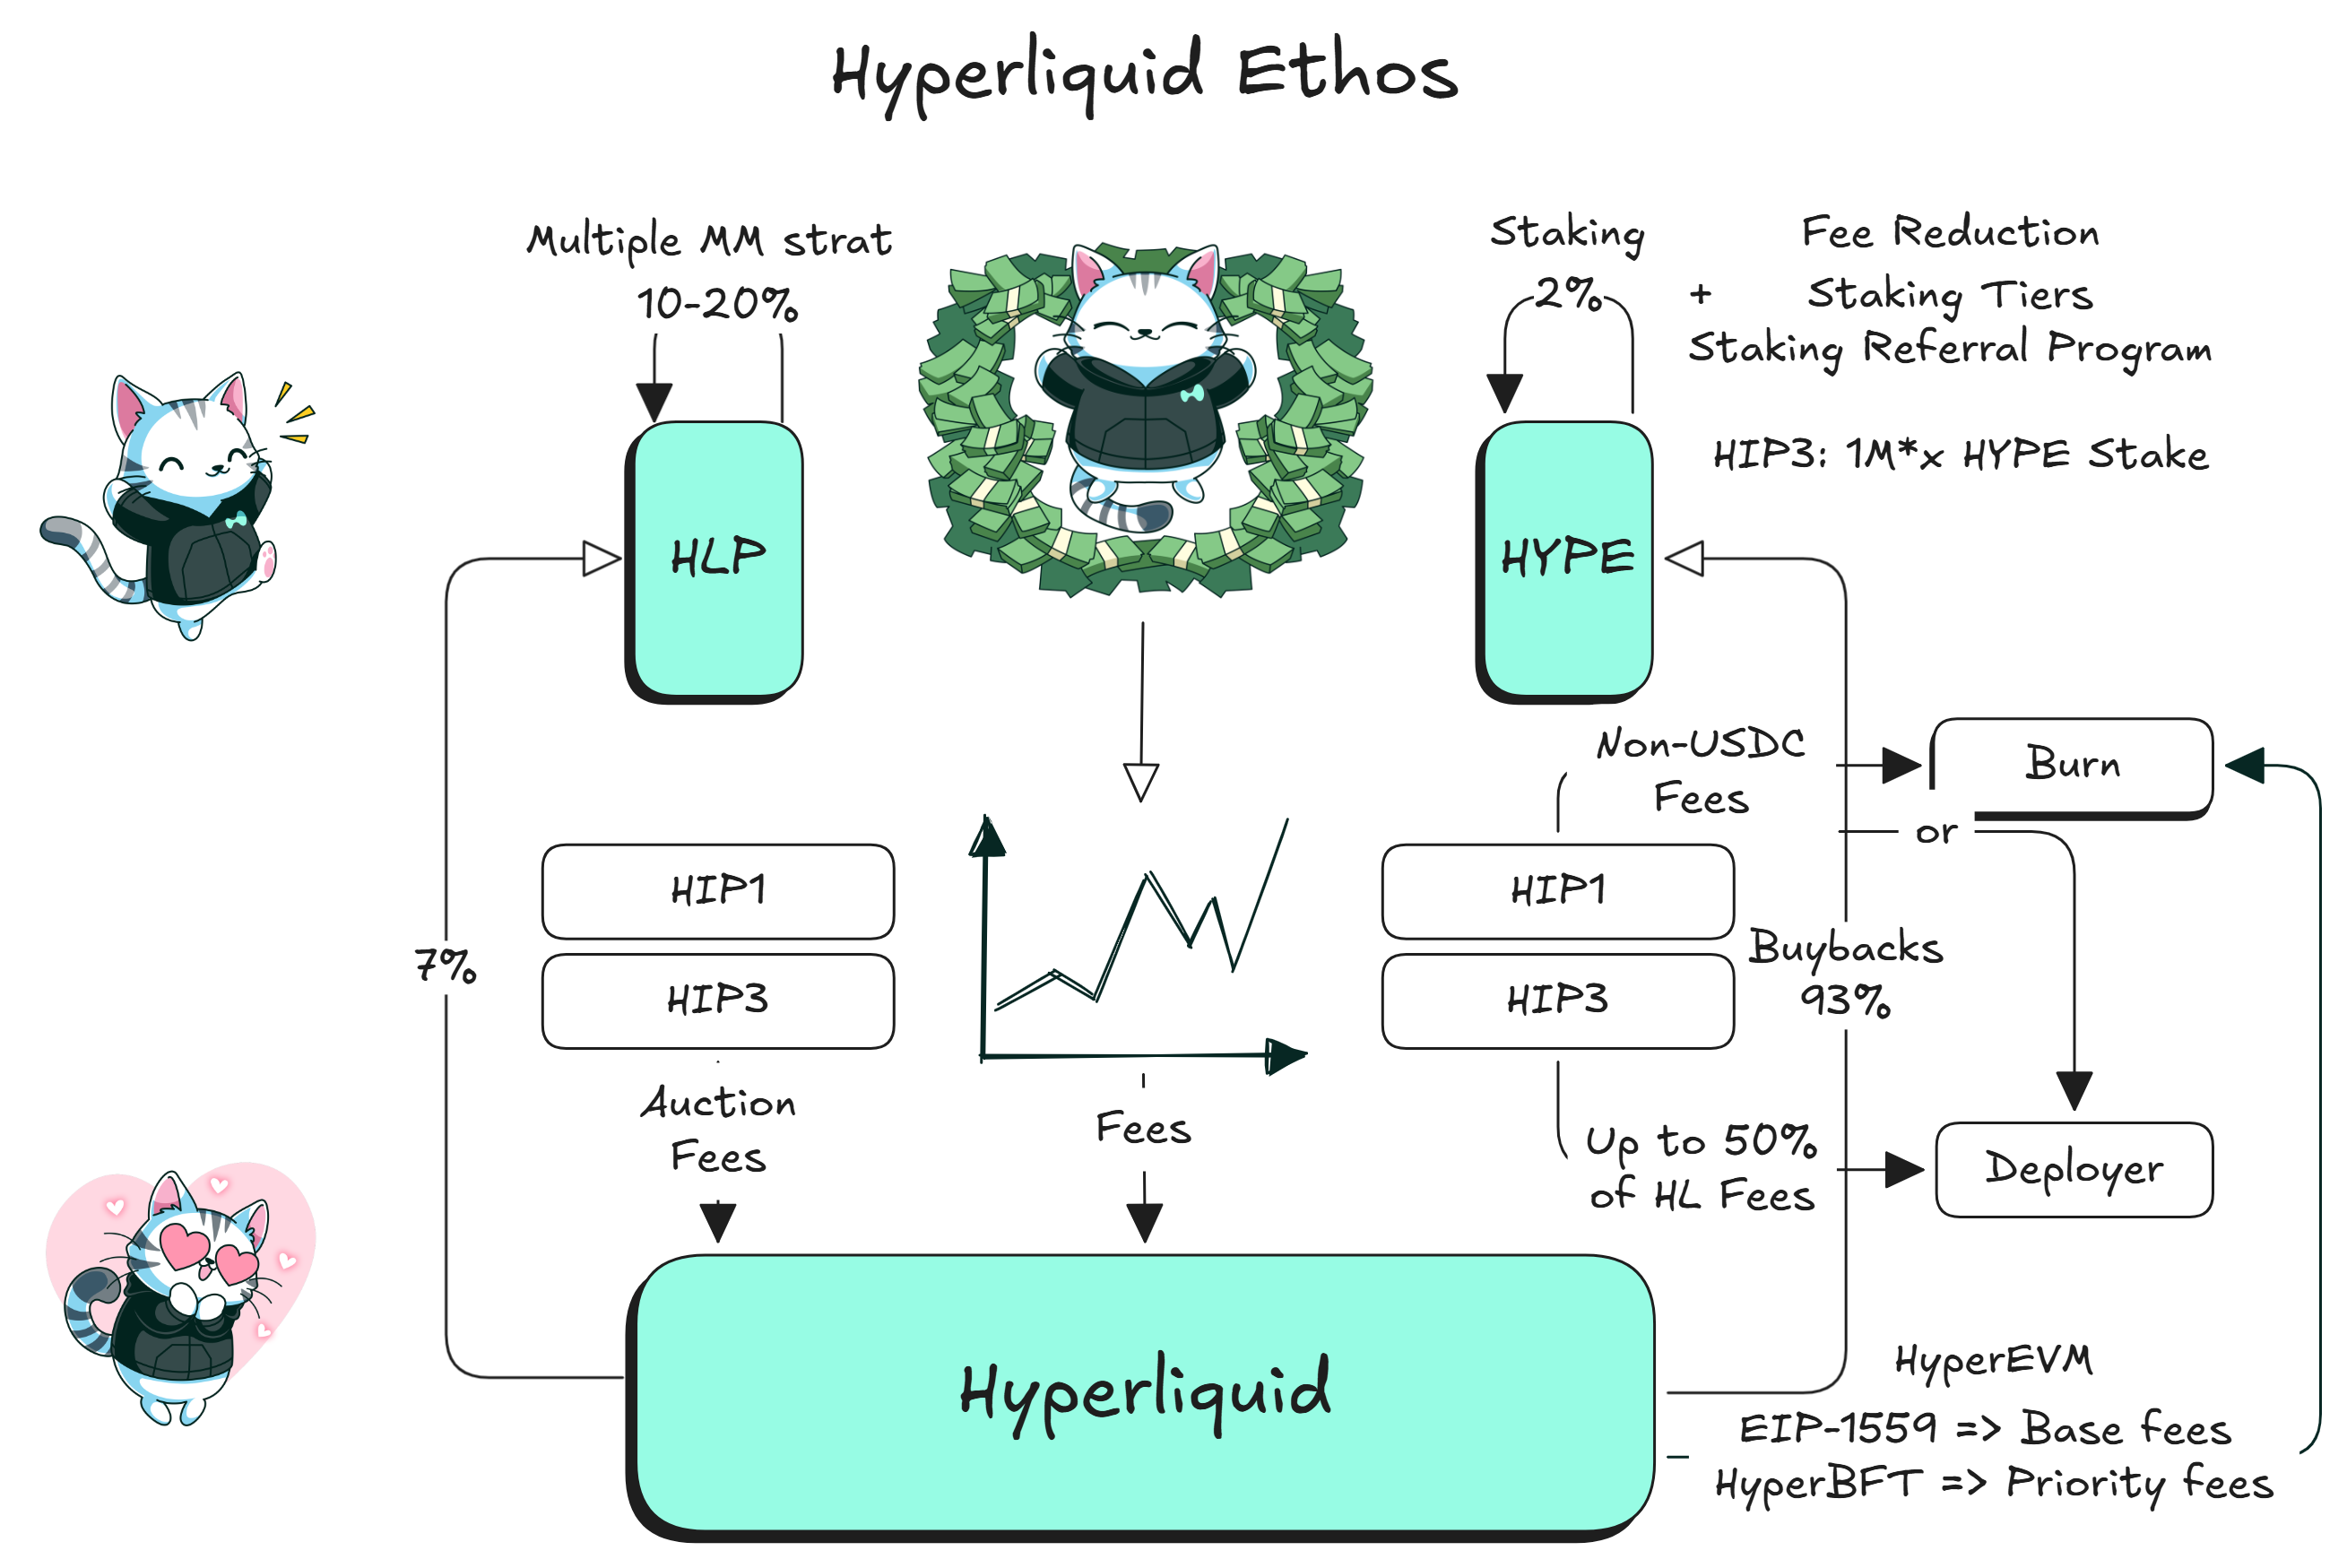 Hyperliquid Ethos
Multiple MM strat
10-20%
Staking
2%
+
Fee Reduction
Staking Tiers
Staking Referral Program
HIP3: 1M*x HYPE Stake
HLP
HYPE
Non-USDC
Fees
Burn
or
HIP1
HIP3
HIP1
HIP3
7%
Buybacks
93%
Auction
Fees
Fees
Up to 50%
of HL Fees
Deployer
Hyperliquid
HyperEVM
EIP-1559 => Base fees
HyperBFT => Priority fees